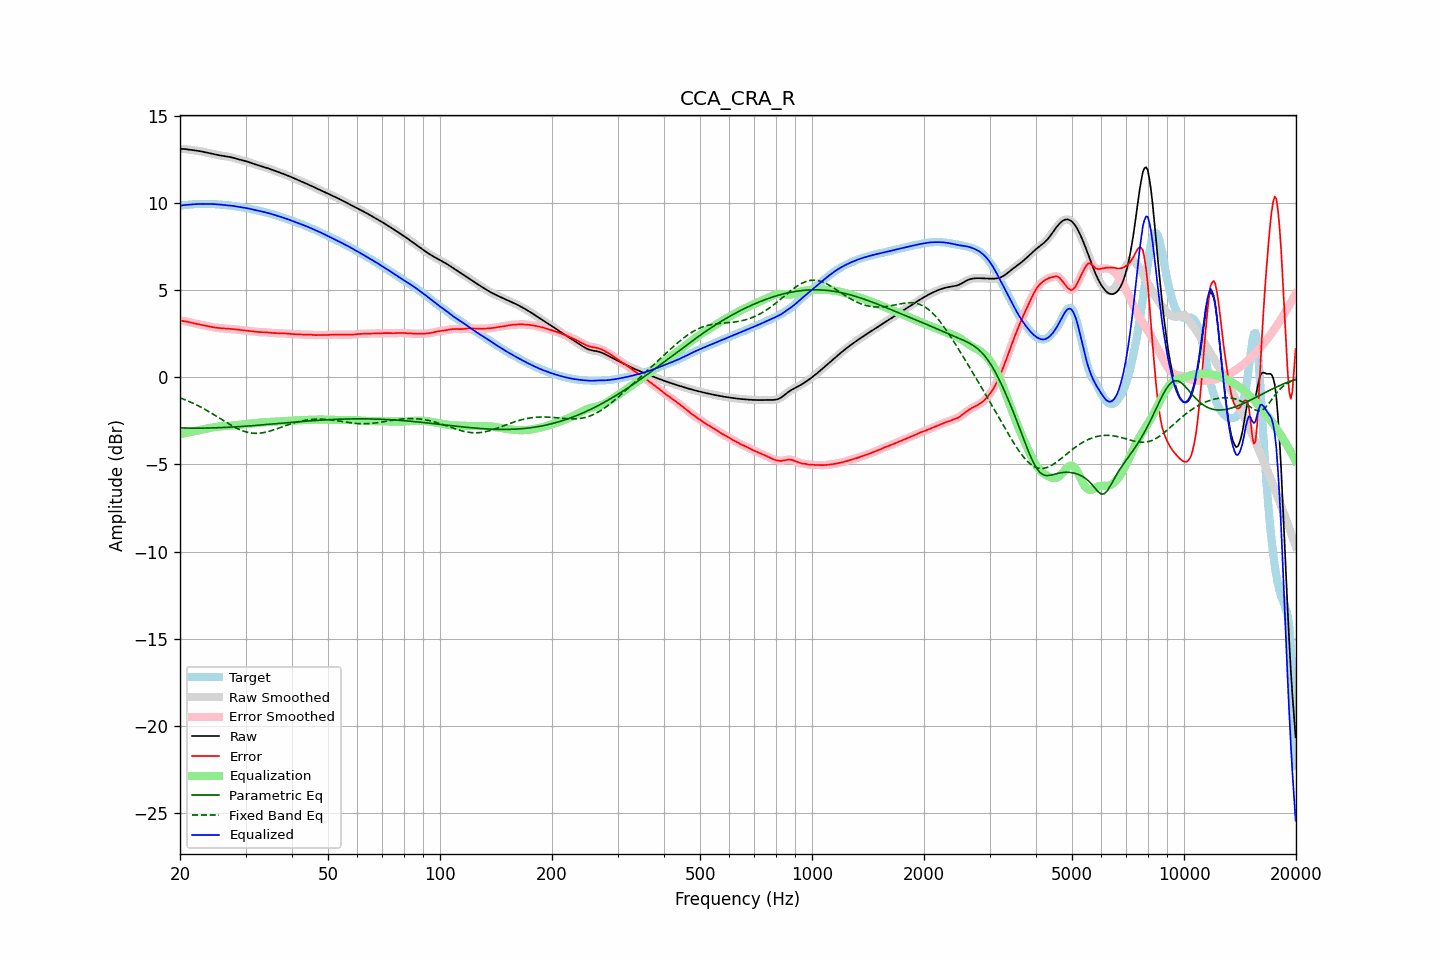 CCA_CRA_R
15
10
5
0
−5
−10
−15
−20
−25
Amplitude (dBr)
Target
Raw Smoothed
Error Smoothed
Raw
Error
Equalization
Parametric Eq
Fixed Band Eq
Equalized
20 50 100 200 500 1000 2000 5000 10000 20000
Frequency (Hz)